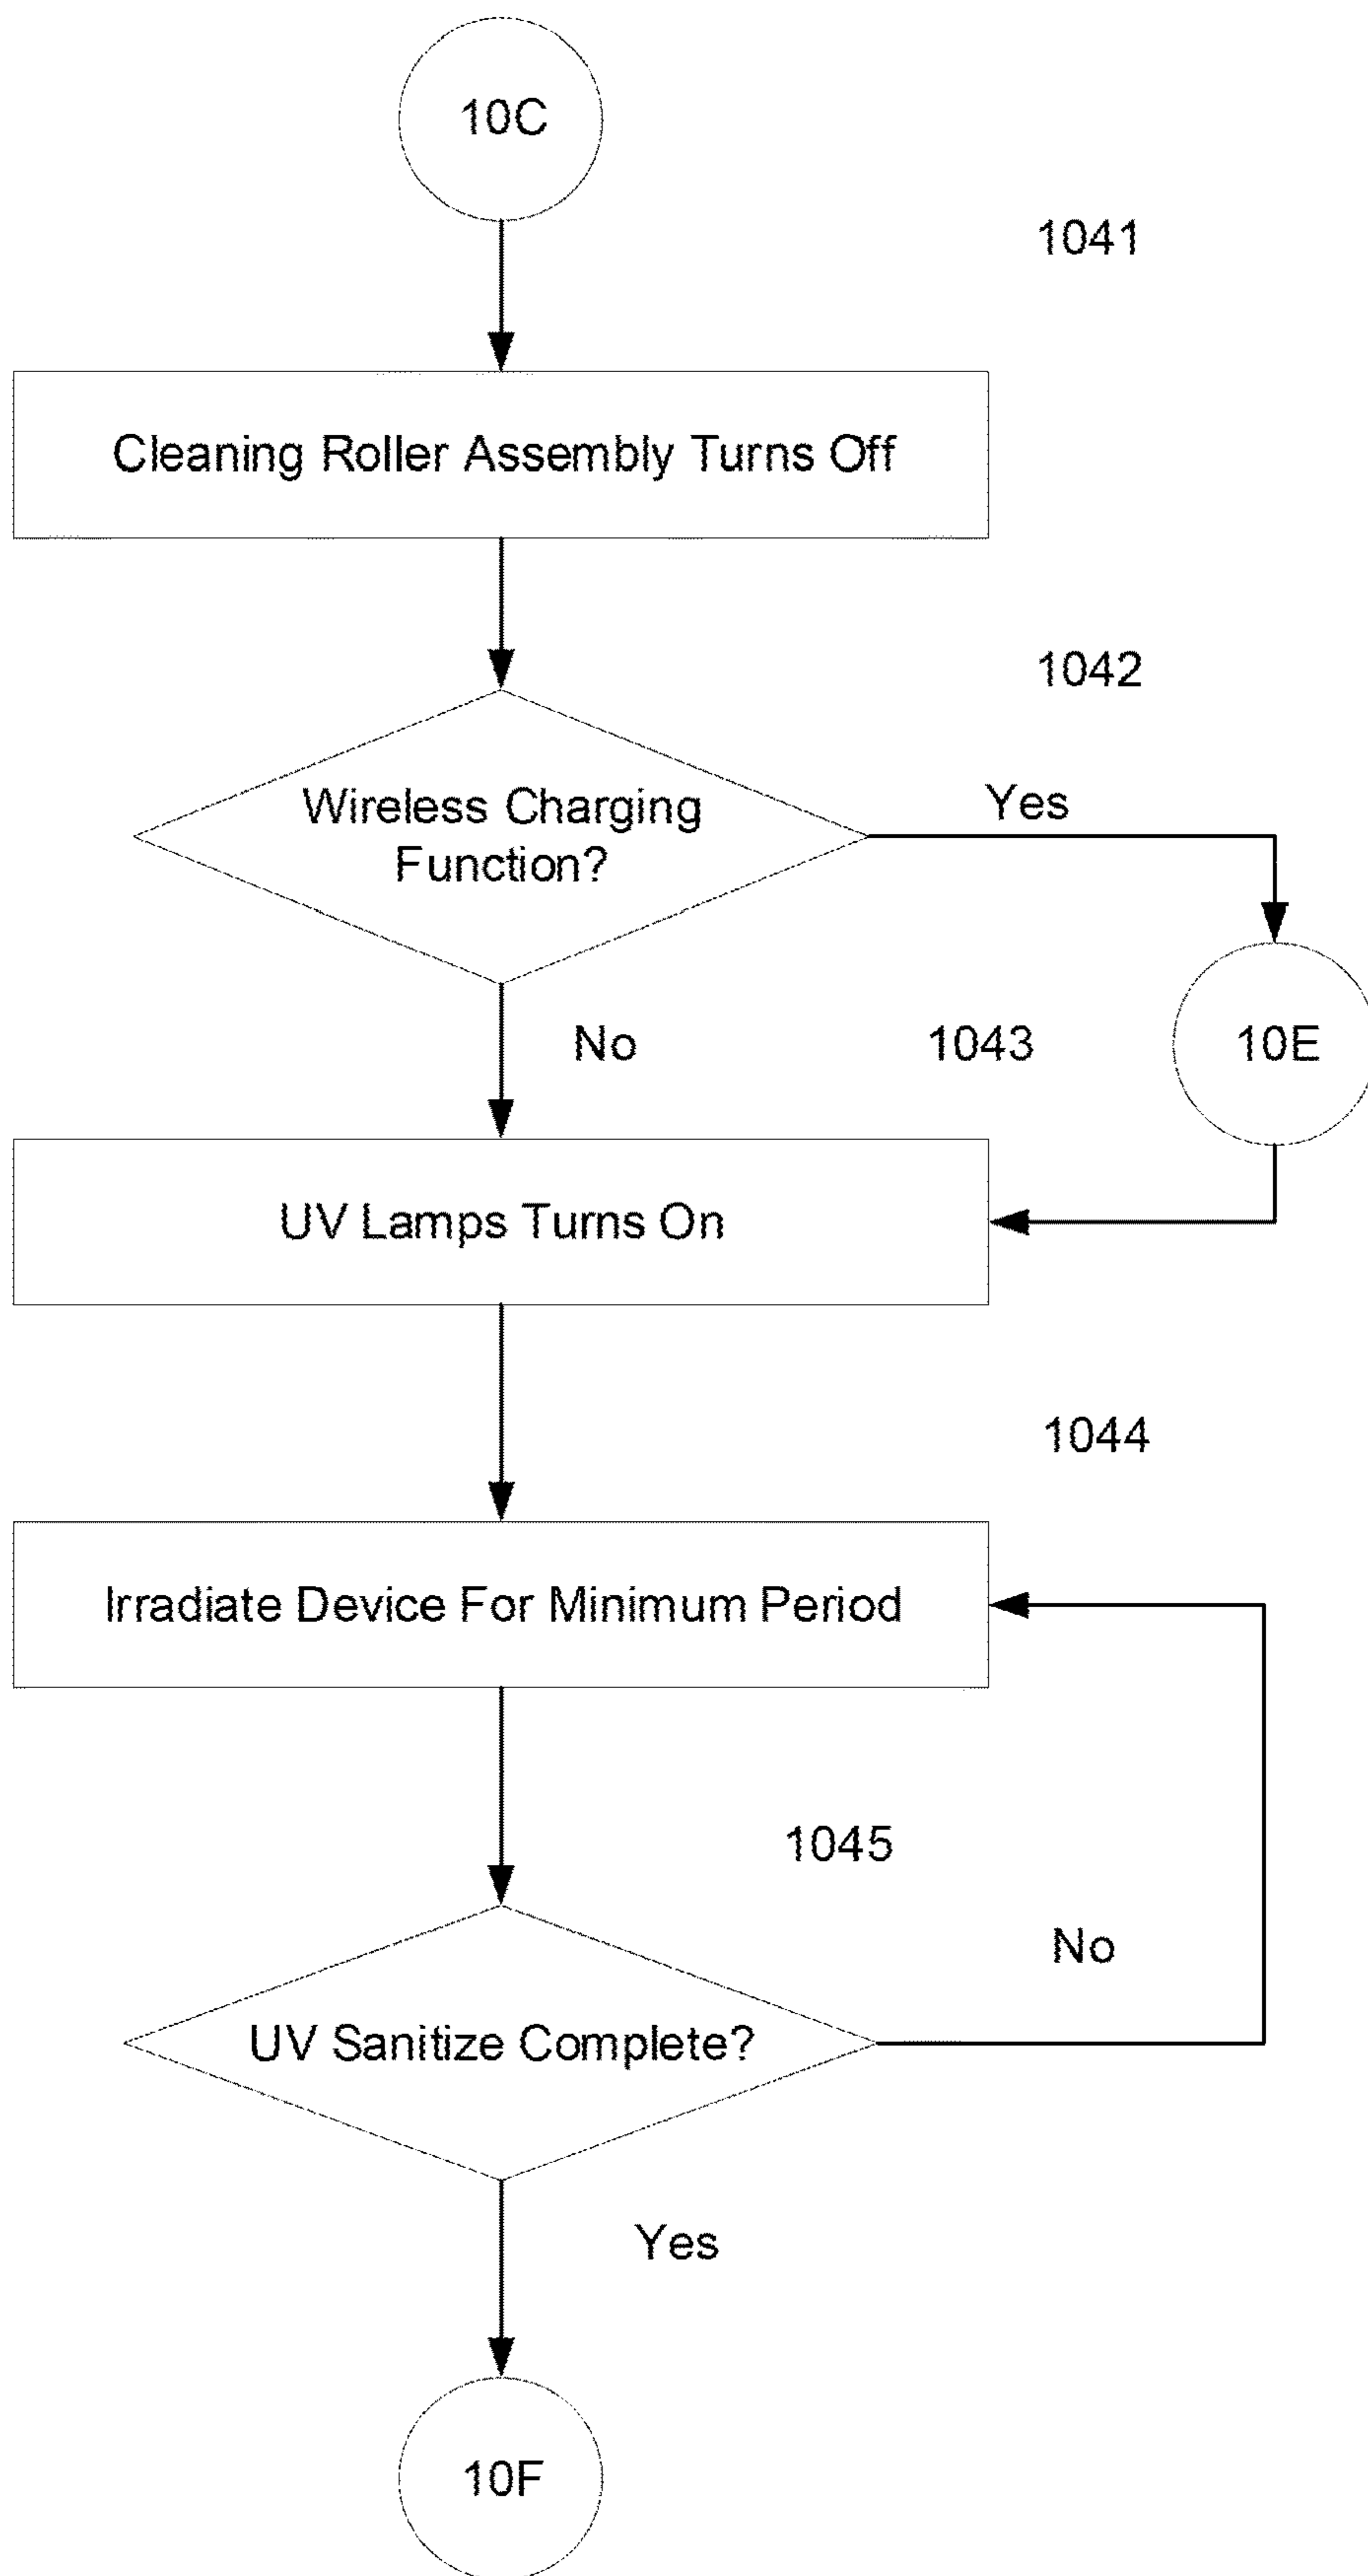 10C
1041
Cleaning Roller Assembly Turns Off
1042
Wireless Charging
Function?
Yes
No
1043
10E
UV Lamps Turns On
1044
Irradiate Device For Minimum Period
1045
No
UV Sanitize Complete?
Yes
10F